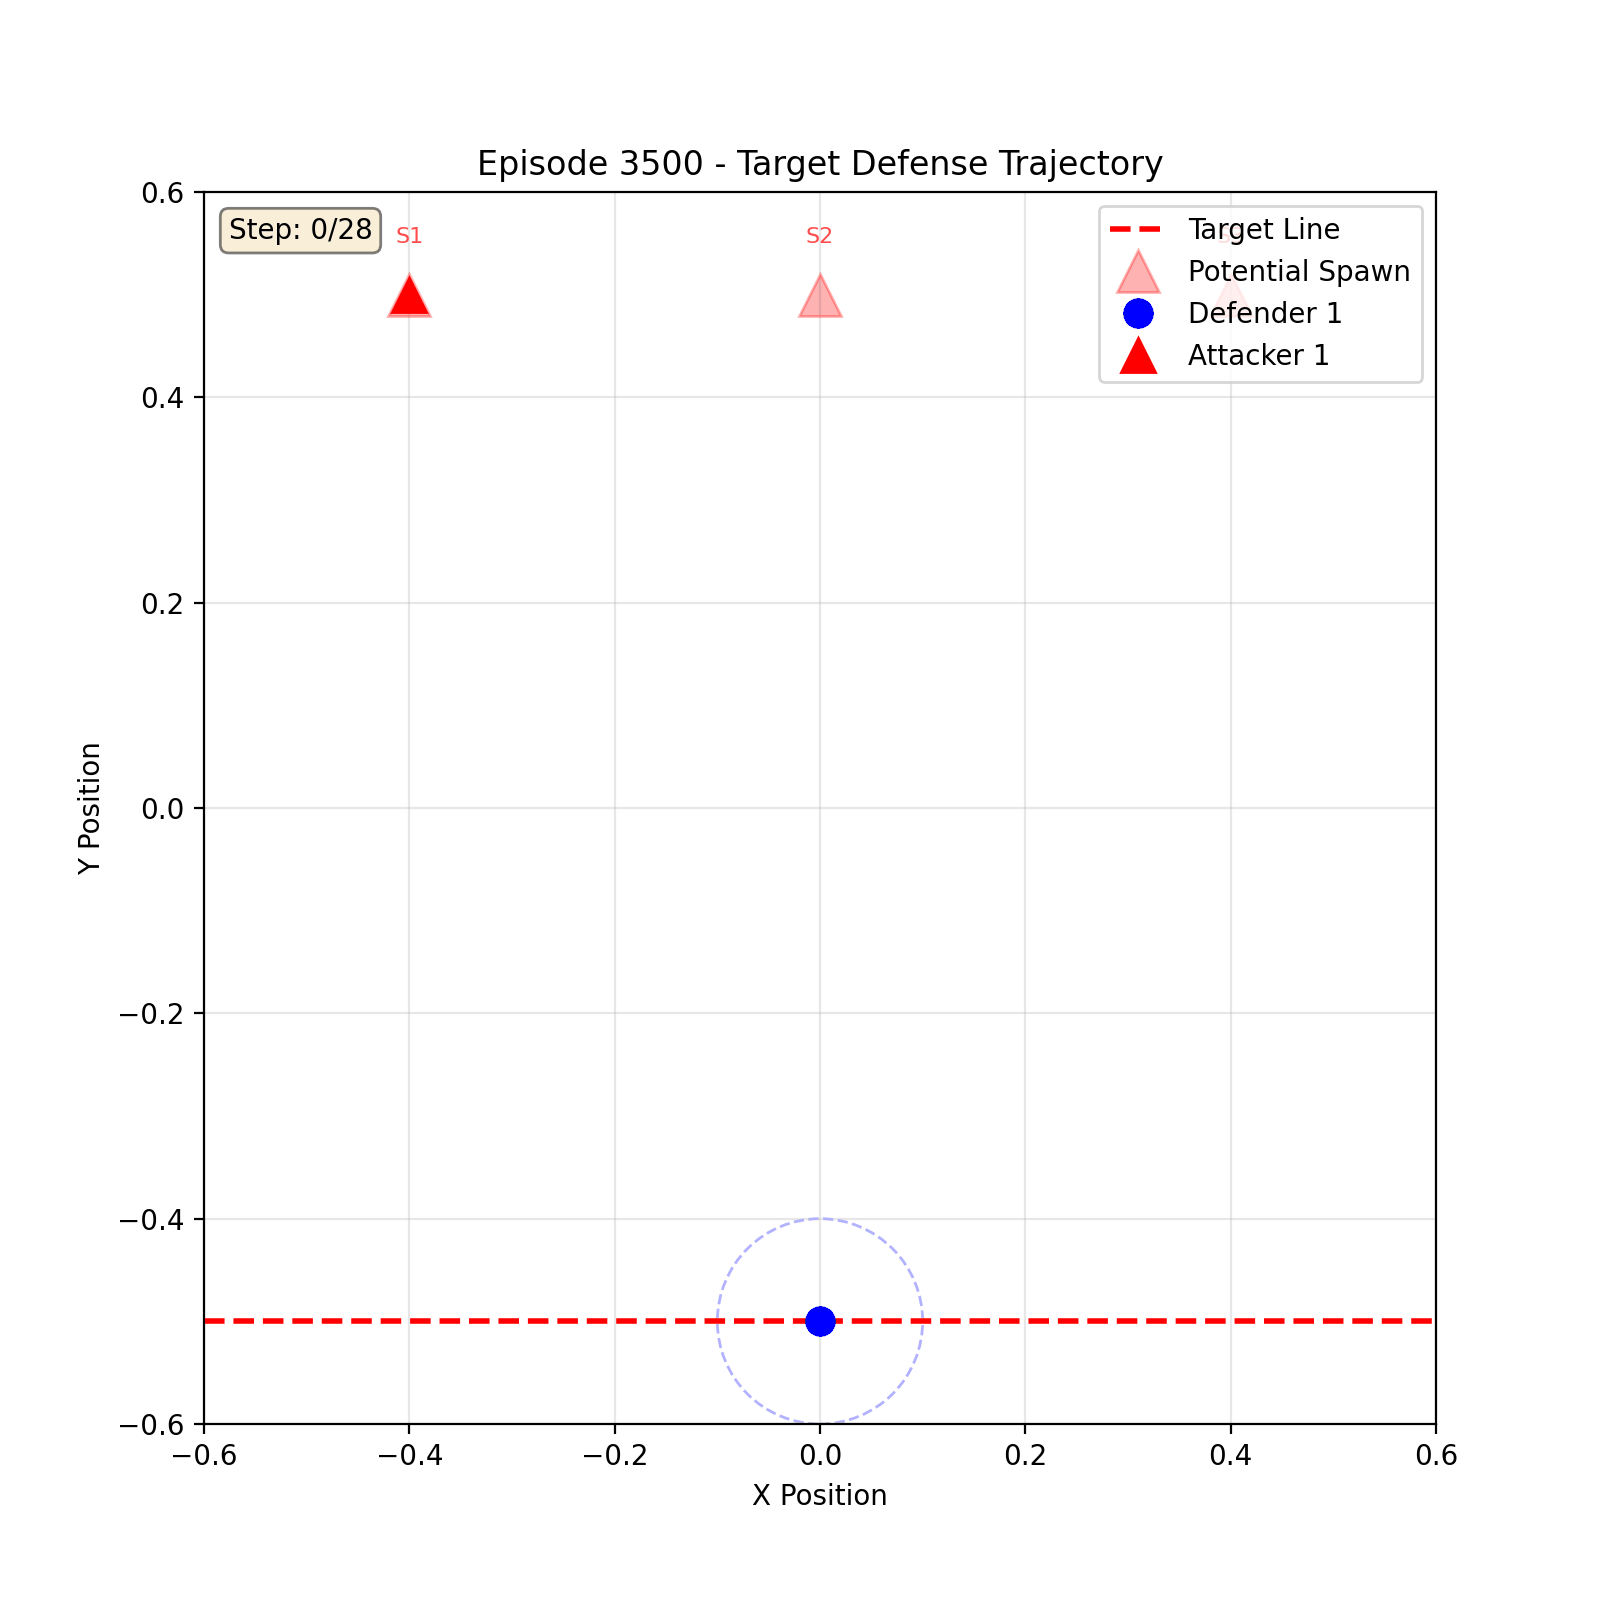 Episode 3500 - Target Defense Trajectory
Step: 0/28
S1
S2
Target Line
Potential Spawn
Defender 1
Attacker 1
0.6
0.4
0.2
0.0
−0.2
−0.4
−0.6
Y Position
−0.6
−0.4
−0.2
0.0
0.2
0.4
0.6
X Position